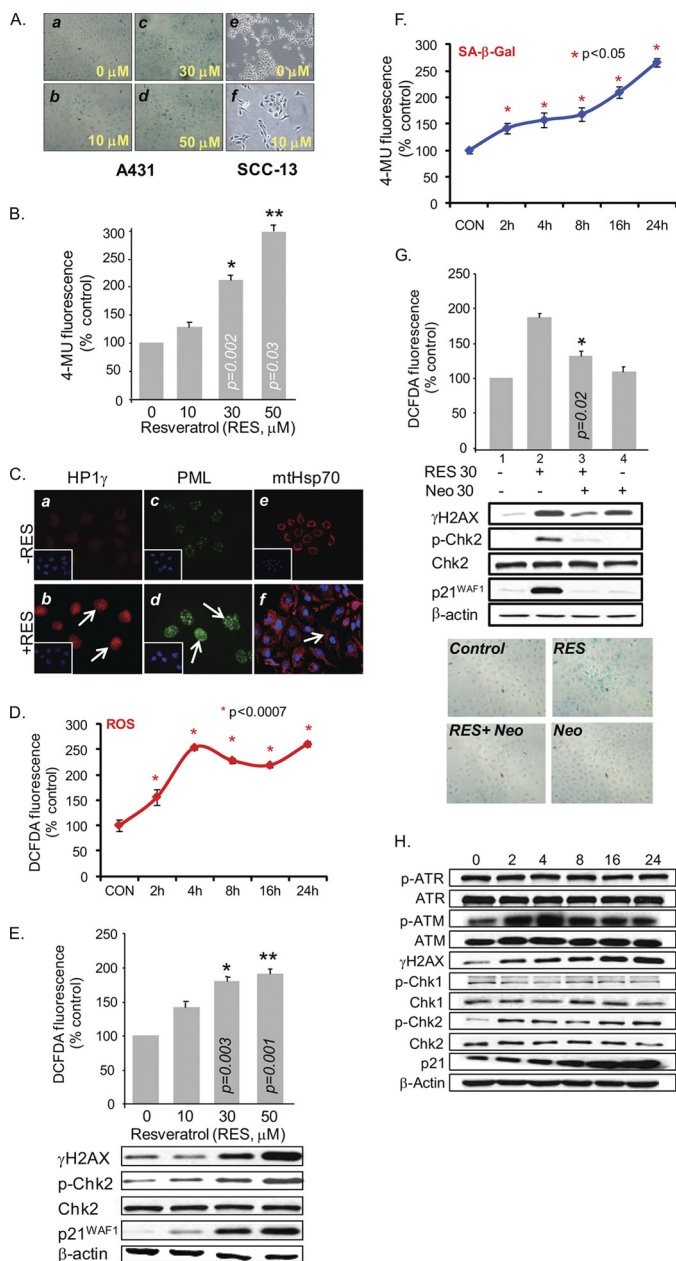 A.
a
c
e
0 µM
30 µM
0 µM
b
d
f
10 µM
50 µM
10 µM
A431
SCC-13
B.
4-MU fluorescence
(% control)
300
250
200
150
100
50
0
*
**
p=0.002
p=0.03
0 10 30 50
Resveratrol (RES, µM)
C.
HP1γ
PML
mtHsp70
-RES
a
c
e
+RES
b
d
f
D.
ROS
* p<0.0007
DCFDA fluorescence
(% control)
300
250
200
150
100
50
0
* * * * *
CON 2h 4h 8h 16h 24h
E.
DCFDA fluorescence
(% control)
200
150
100
50
0
*
**
p=0.003
p=0.001
0 10 30 50
Resveratrol (RES, µM)
γH2AX
p-Chk2
Chk2
p21WAF1
β-actin
F.
SA-β-Gal
* p<0.05
4-MU fluorescence
(% control)
300
250
200
150
100
50
0
* * * * *
CON 2h 4h 8h 16h 24h
G.
DCFDA fluorescence
(% control)
250
200
150
100
50
0
*
p=0.02
1 2 3 4
RES 30 - + + -
Neo 30 - - + +
γH2AX
p-Chk2
Chk2
p21WAF1
β-actin
Control
RES
RES+ Neo
Neo
H.
0 2 4 8 16 24
p-ATR
ATR
p-ATM
ATM
γH2AX
p-Chk1
Chk1
p-Chk2
Chk2
p21
β-Actin